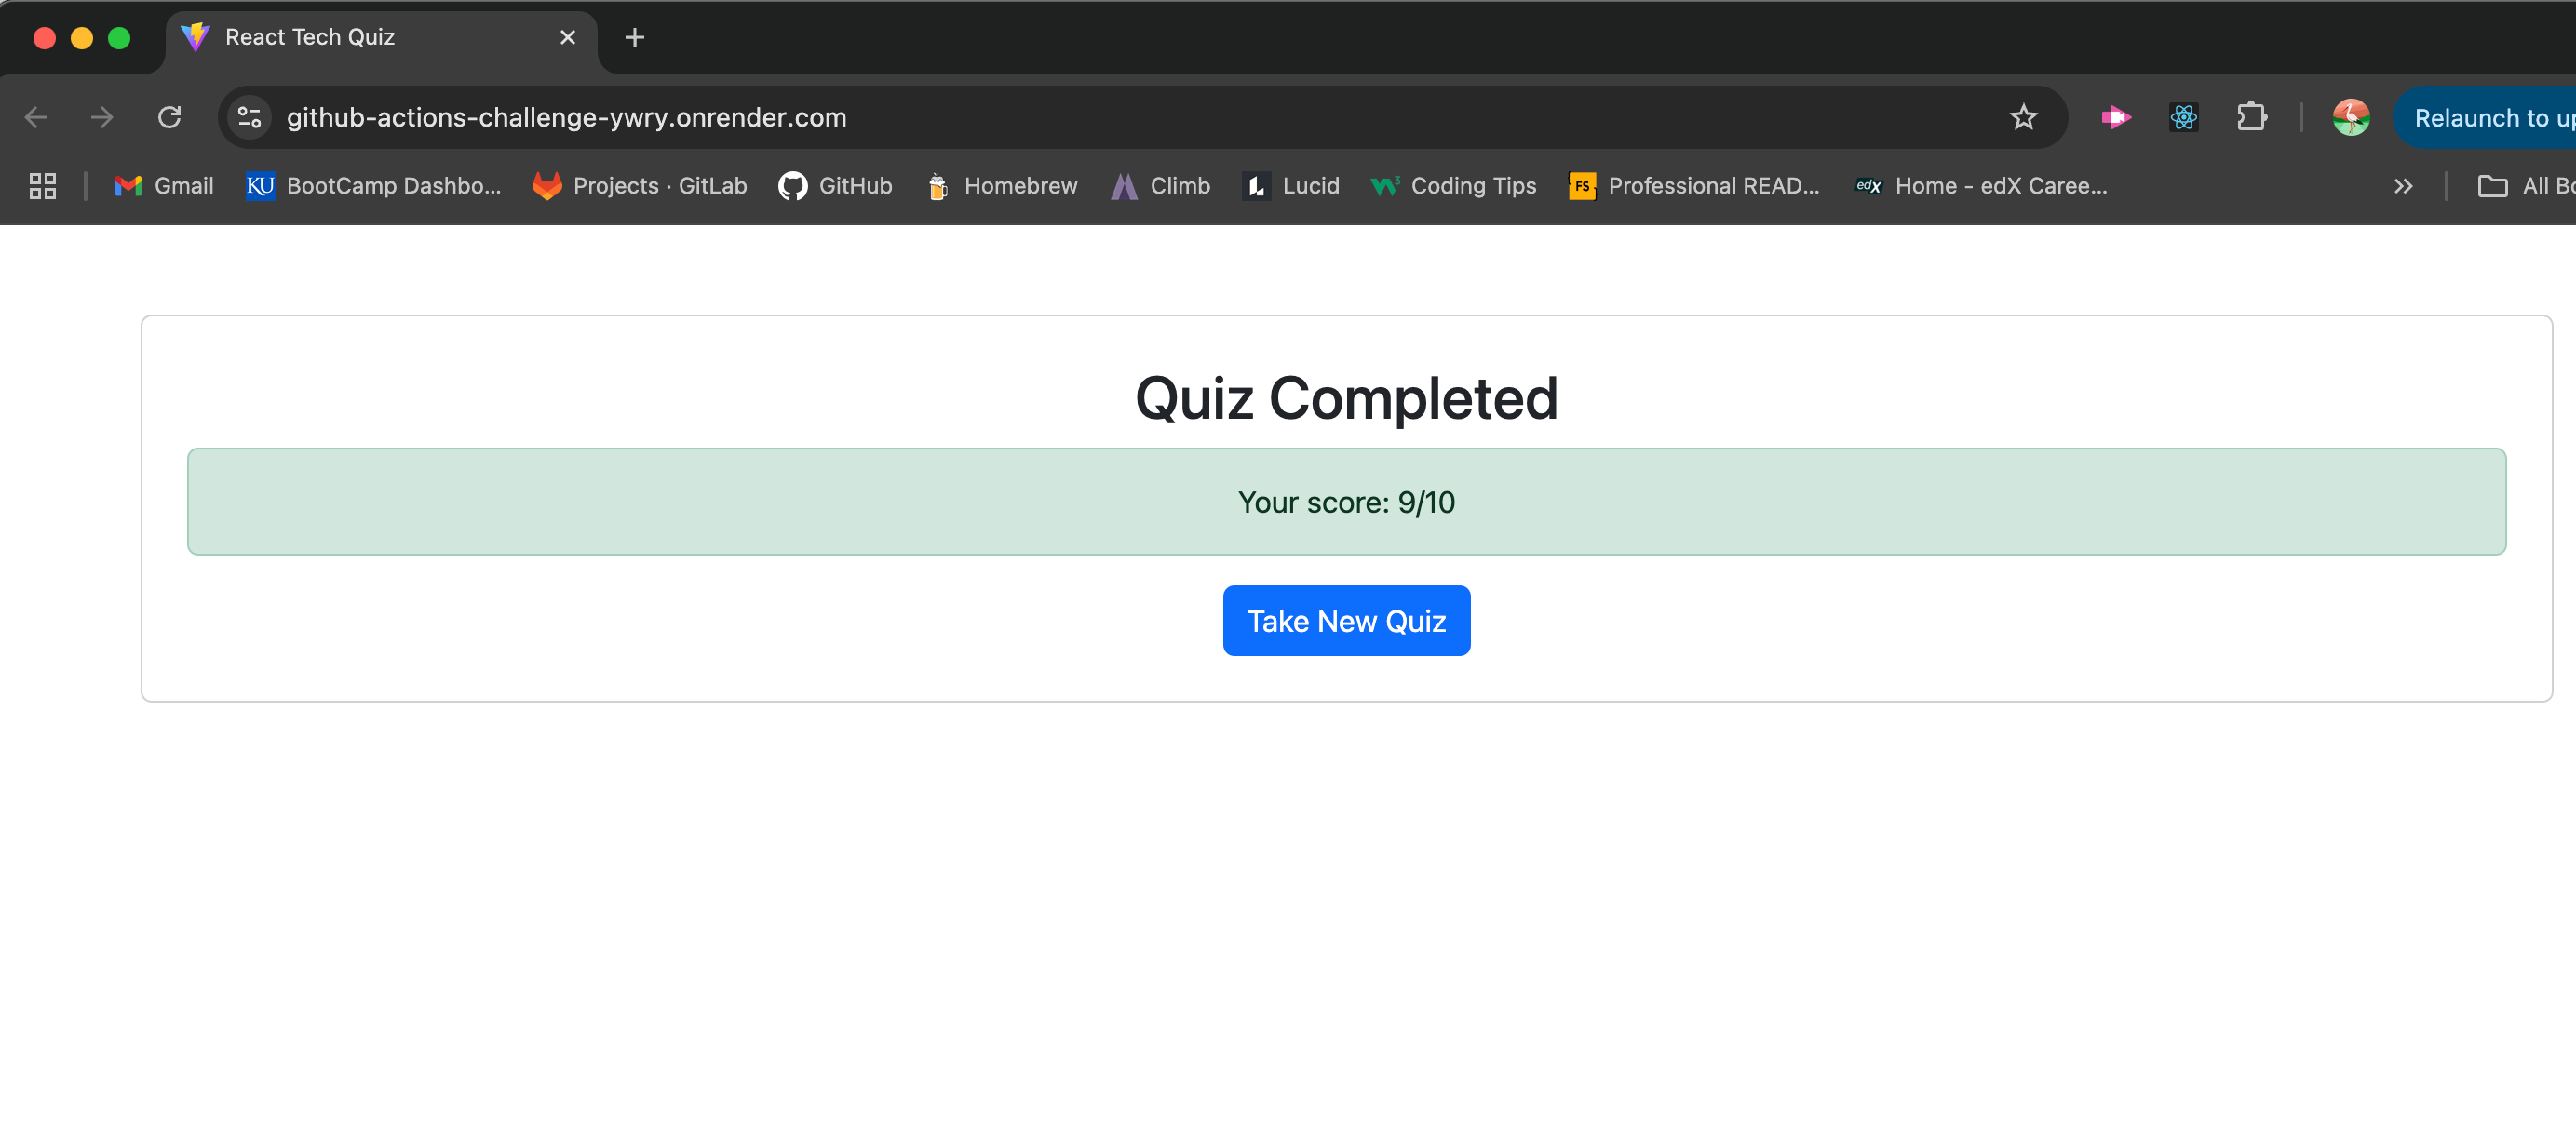 React Tech Quiz
github-actions-challenge-ywry.onrender.com
Relaunch to up
Gmail
KU BootCamp Dashbo...
Projects · GitLab
GitHub
Homebrew
Climb
Lucid
Coding Tips
FS Professional READ...
edX Home - edX Caree...
All Bo
Quiz Completed
Your score: 9/10
Take New Quiz